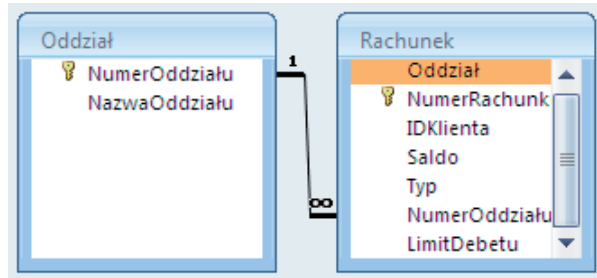 Oddział
NumerOddziału
NazwaOddziału
1
∞
Rachunek
Oddział
NumerRachunk
IDKlienta
Saldo
Typ
NumerOddziału
LimitDebetu